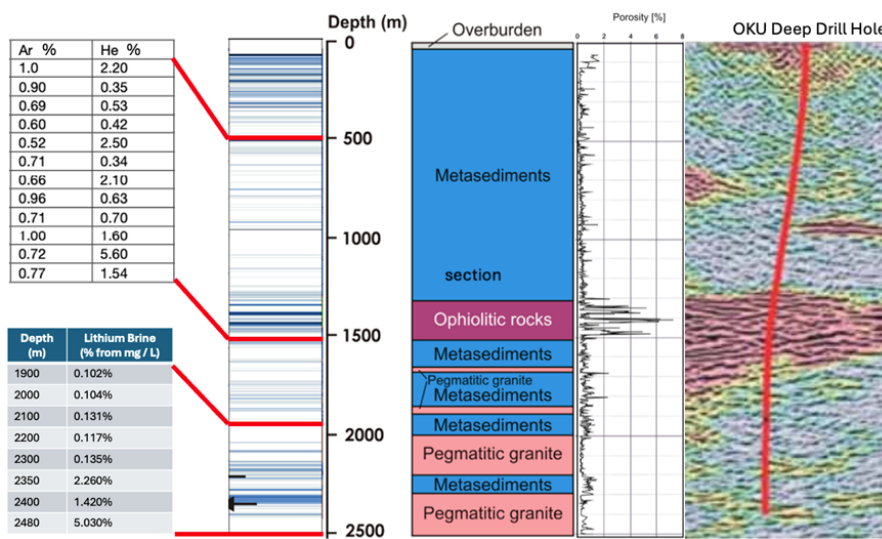 Ar %	He %
1.0	2.20
0.90	0.35
0.69	0.53
0.60	0.42
0.52	2.50
0.71	0.34
0.66	2.10
0.96	0.63
0.71	0.70
1.00	1.60
0.72	5.60
0.77	1.54
Depth (m)	Lithium Brine (% from mg / L)
1900	0.102%
2000	0.104%
2100	0.131%
2200	0.117%
2300	0.135%
2350	2.260%
2400	1.420%
2480	5.030%
Depth (m)
0
500
1000
1500
2000
2500
Overburden
Metasediments
section
Ophiolitic rocks
Metasediments
Pegmatitic granite
Metasediments
Metasediments
Pegmatitic granite
Metasediments
Pegmatitic granite
Porosity [%]
0 2 4 6 8
OKU Deep Drill Hole